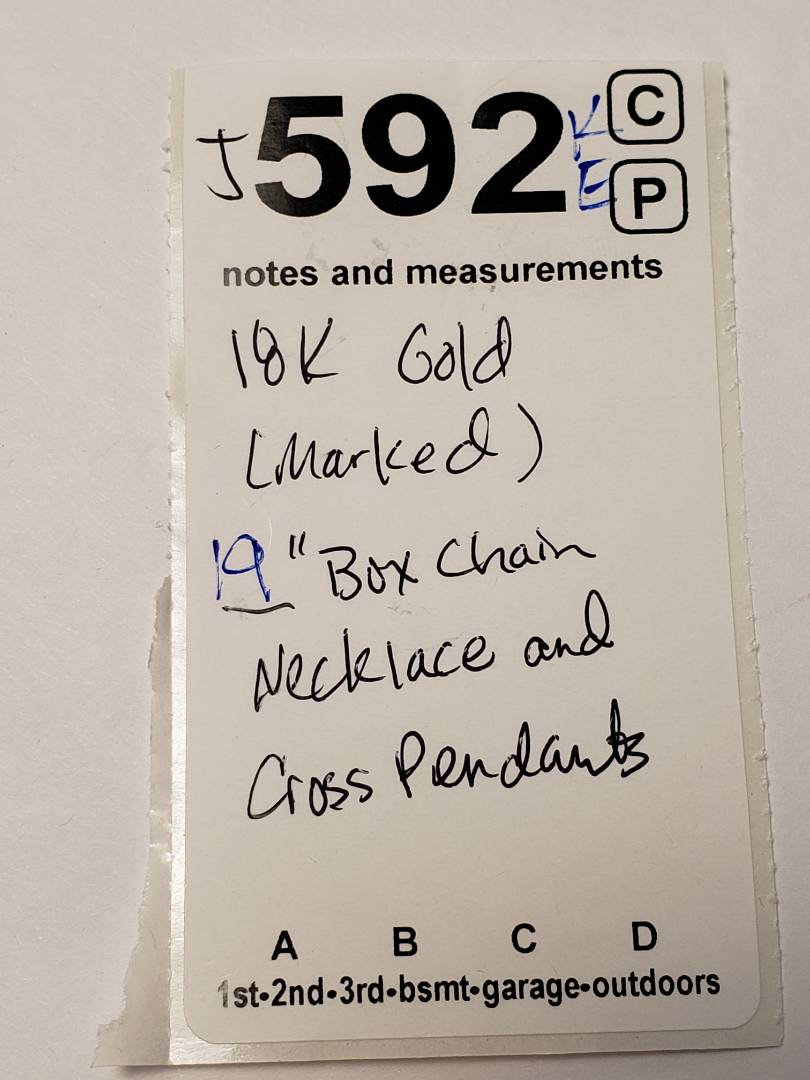 J592 K C
E P
notes and measurements
18K Gold
(Marked)
19" Box Chain
Necklace and
Cross Pendants
A B C D
1st•2nd•3rd•bsmt•garage•outdoors